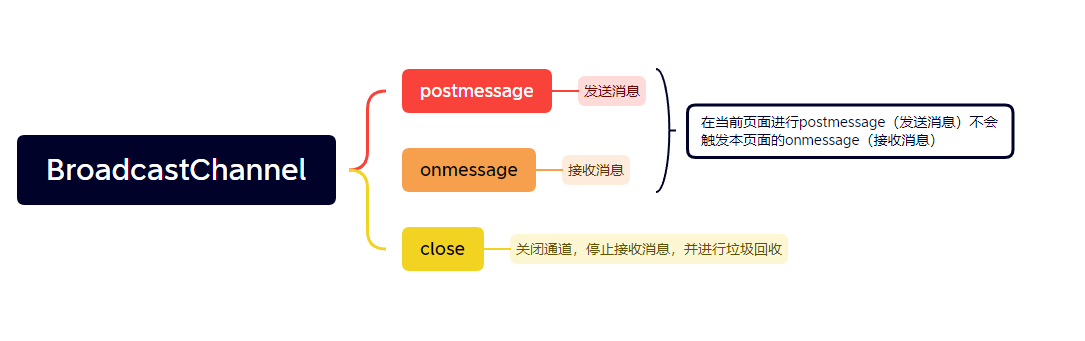 BroadcastChannel
postmessage
发送消息
onmessage
接收消息
在当前页面进行postmessage（发送消息）不会
触发本页面的onmessage（接收消息）
close
关闭通道，停止接收消息，并进行垃圾回收